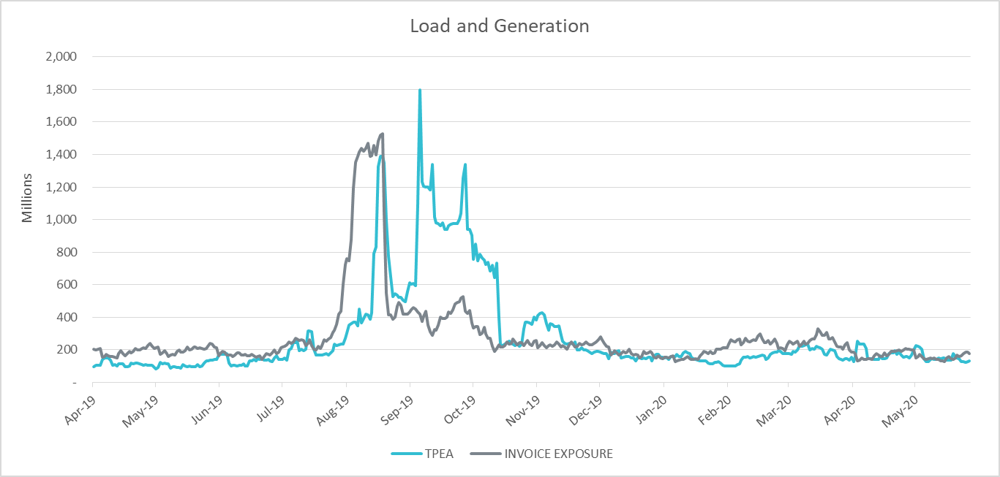 Load and Generation
Millions
2,000
1,800
1,600
1,400
1,200
1,000
800
600
400
200
-
Apr-19
May-19
Jun-19
Jul-19
Aug-19
Sep-19
Oct-19
Nov-19
Dec-19
Jan-20
Feb-20
Mar-20
Apr-20
May-20
TPEA
INVOICE EXPOSURE